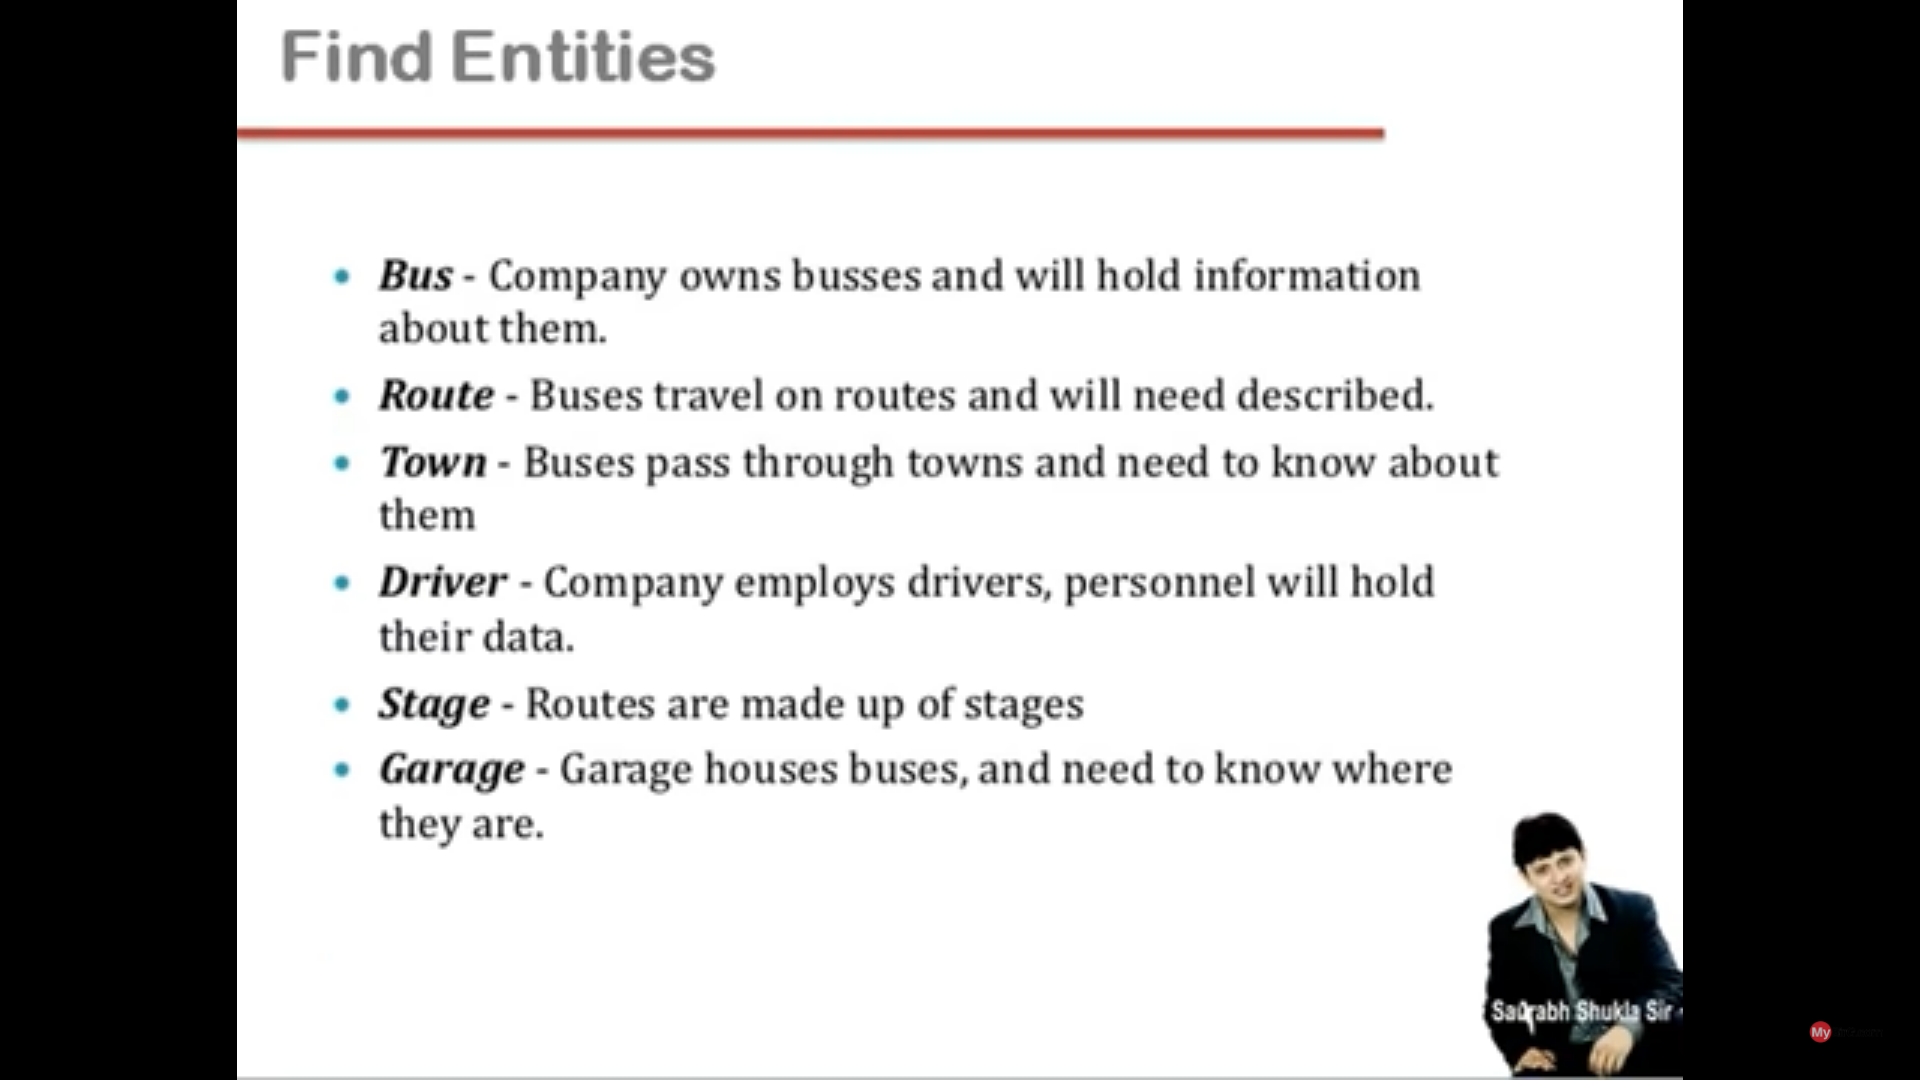 Find Entities
• Bus - Company owns busses and will hold information
about them.
• Route - Buses travel on routes and will need described.
• Town - Buses pass through towns and need to know about
them
• Driver - Company employs drivers, personnel will hold
their data.
• Stage - Routes are made up of stages
• Garage - Garage houses buses, and need to know where
they are.
Saurabh Shukla Sir
My